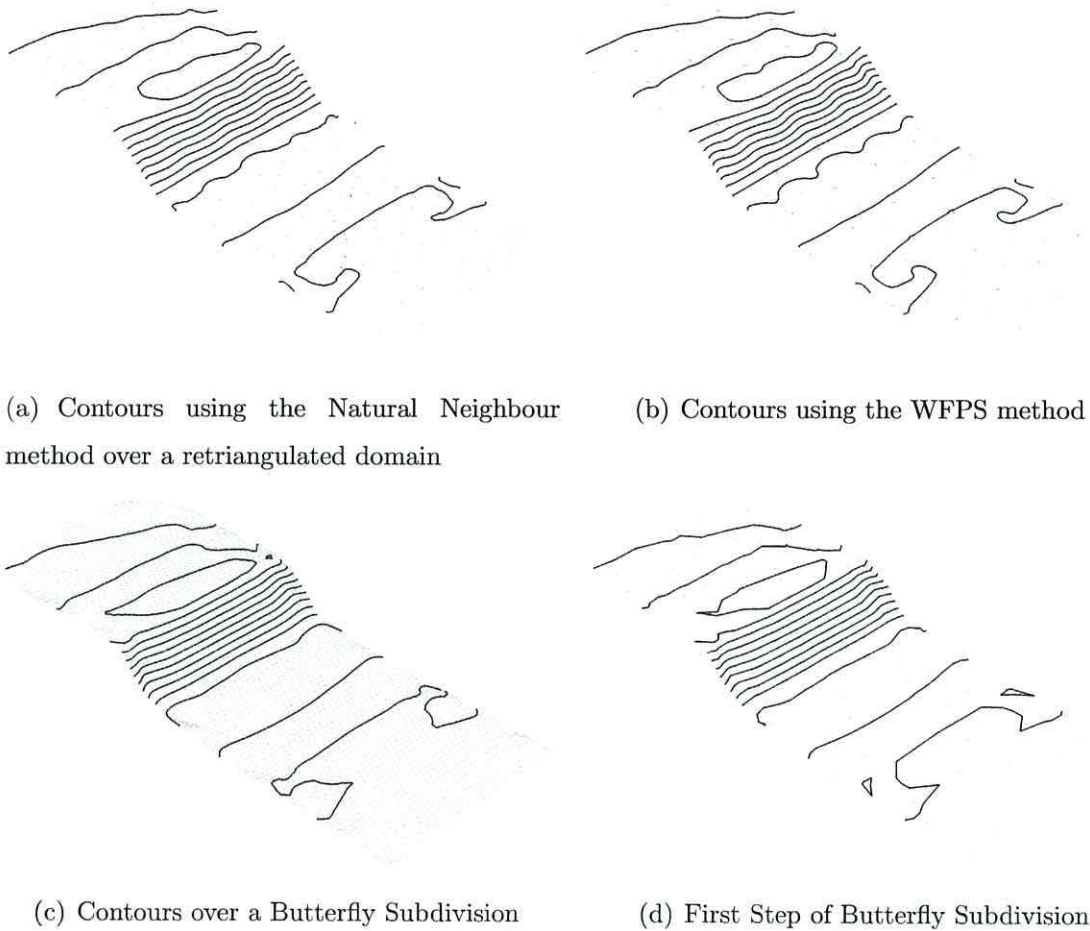 (a) Contours using the Natural Neighbour
method over a retriangulated domain
(b) Contours using the WFPS method
(c) Contours over a Butterfly Subdivision
(d) First Step of Butterfly Subdivision